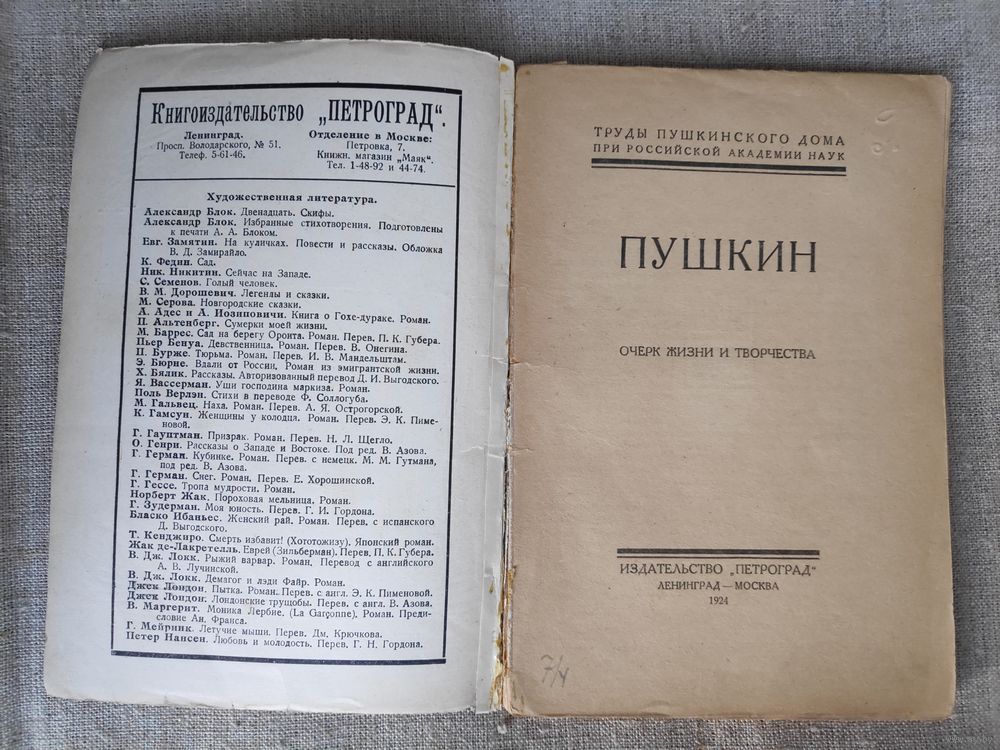 Книгоиздательство „ПЕТРОГРАД“.
Ленинград.
Просп. Володарского, № 51.
Телеф. 5-61-46.
Отделение в Москве:
Петровка, 7.
Книжн. магазин „Маяк“.
Тел. 1-48-92 и 44-74.
Художественная литература.
Александр Блок. Двенадцать. Скифы.
Александр Блок. Избранные стихотворения. Подготовлены
к печати А. А. Блоком.
Евг. Замятин. На куличках. Повести и рассказы. Обложка
В. Д. Замирайло.
К. Федин. Сад.
Ник. Никитин. Сейчас на Западе.
С. Семенов. Голый человек.
В. М. Дорошевич. Легенды и сказки.
М. Серова. Новгородские сказки.
А. Адес и А. Иозиповичи. Книга о Гохе-дураке. Роман.
П. Альтенберг. Сумерки моей жизни.
М. Баррес. Сад на берегу Оронта. Роман. Перев. П. К. Губера.
Пьер Бенуа. Девственница. Роман. Перев. В. Онегина.
П. Бурже. Тюрьма. Роман. Перев. И. В. Мандельштам.
Э. Бюрне. Вдали от России, Роман из эмигрантской жизни.
Х. Бялик. Рассказы. Авторизованный перевод Д. И. Выгодского.
Я. Вассерман. Уши господина маркиза. Роман.
Поль Верлэн. Стихи в переводе Ф. Соллогуба.
М. Гальвец. Наха. Роман. Перев. А. Я. Острогорской.
К. Гамсун. Женщины у колодца. Роман. Перев. Э. К. Пиме-
новой.
Г. Гауптман. Призрак. Роман. Перев. Н. Л. Щегло.
О. Генри. Рассказы о Западе и Востоке. Под ред. В. Азова.
Г. Герман. Кубинке. Роман. Перев. с немецк. М. М. Гутмана,
под ред. В. Азова.
Г. Герман. Снег. Роман. Перев. Е. Хорошинской.
Г. Гессе. Тропа мудрости. Роман.
Норберт Жак. Пороховая мельница. Роман.
Г. Зудерман. Моя юность. Перев. Г. И. Гордона.
Бласко Ибаньес. Женский рай. Роман. Перев. с испанского
Д. Выгодского.
Т. Кенджиро. Смерть избавит! (Хототожизу). Японский роман.
Жак де-Лакретелль. Еврей (Зильберман). Перев. П. К. Губера.
В. Дж. Локк. Рыжий варвар. Роман. Перевод с английского
А. В. Лучинской.
В. Дж. Локк. Демагог и лэди Файр. Роман.
Джек Лондон. Пытка. Роман. Перев. с англ. Э. К. Пименовой.
Джек Лондон. Лондонские трущобы. Перев. с англ. В. Азова.
В. Маргерит. Моника Лербие. (La Garçonne). Роман. Преди-
словие Ан. Франса.
Г. Мейринк. Летучие мыши. Перев. Дм. Крючкова.
Петер Нансен. Любовь и молодость. Перев. Г. Н. Гордона.
ТРУДЫ ПУШКИНСКОГО ДОМА
ПРИ РОССИЙСКОЙ АКАДЕМИИ НАУК
ПУШКИН
ОЧЕРК ЖИЗНИ И ТВОРЧЕСТВА
ИЗДАТЕЛЬСТВО „ПЕТРОГРАД“
ЛЕНИНГРАД—МОСКВА
1924
7/4